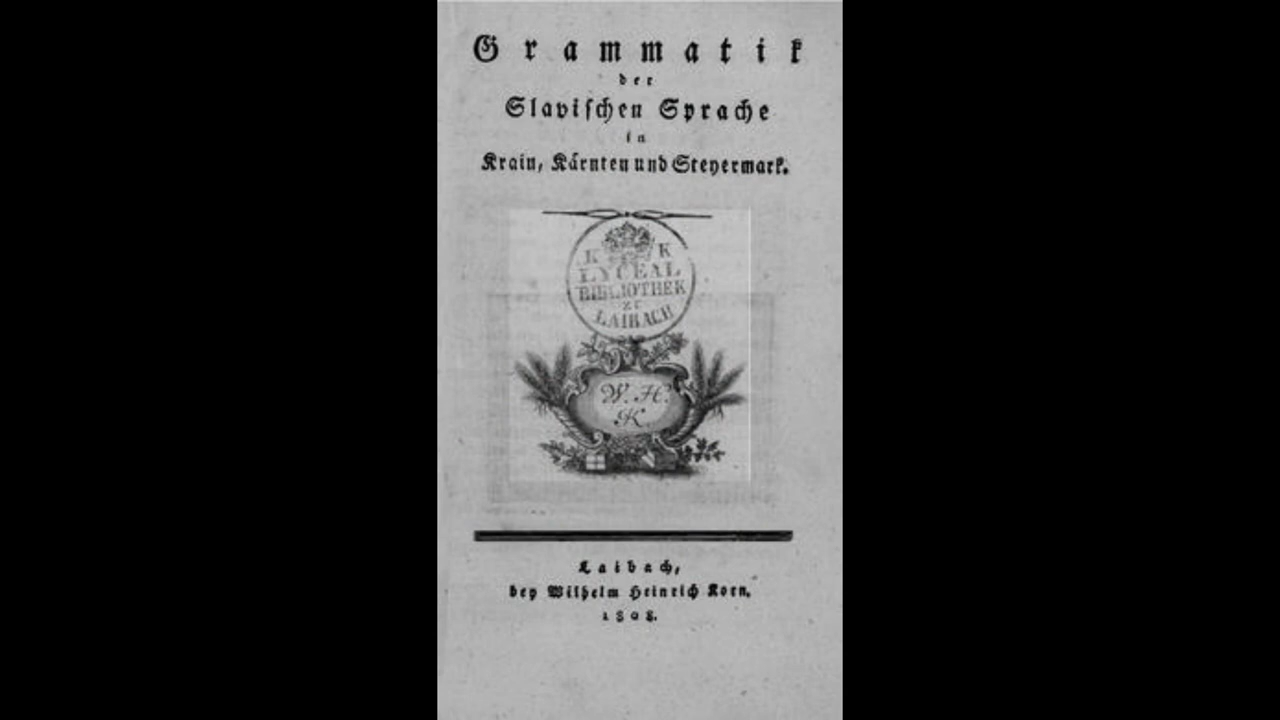 Grammatik
der
Slavischen Sprache
in
Krain, Kärnten und Steyermark.
K K
LYCEAL
BIBLIOTHEK
ZU
LAIBACH
W. H.
K
Laibach,
bey Wilhelm Heinrich Korn.
1808.